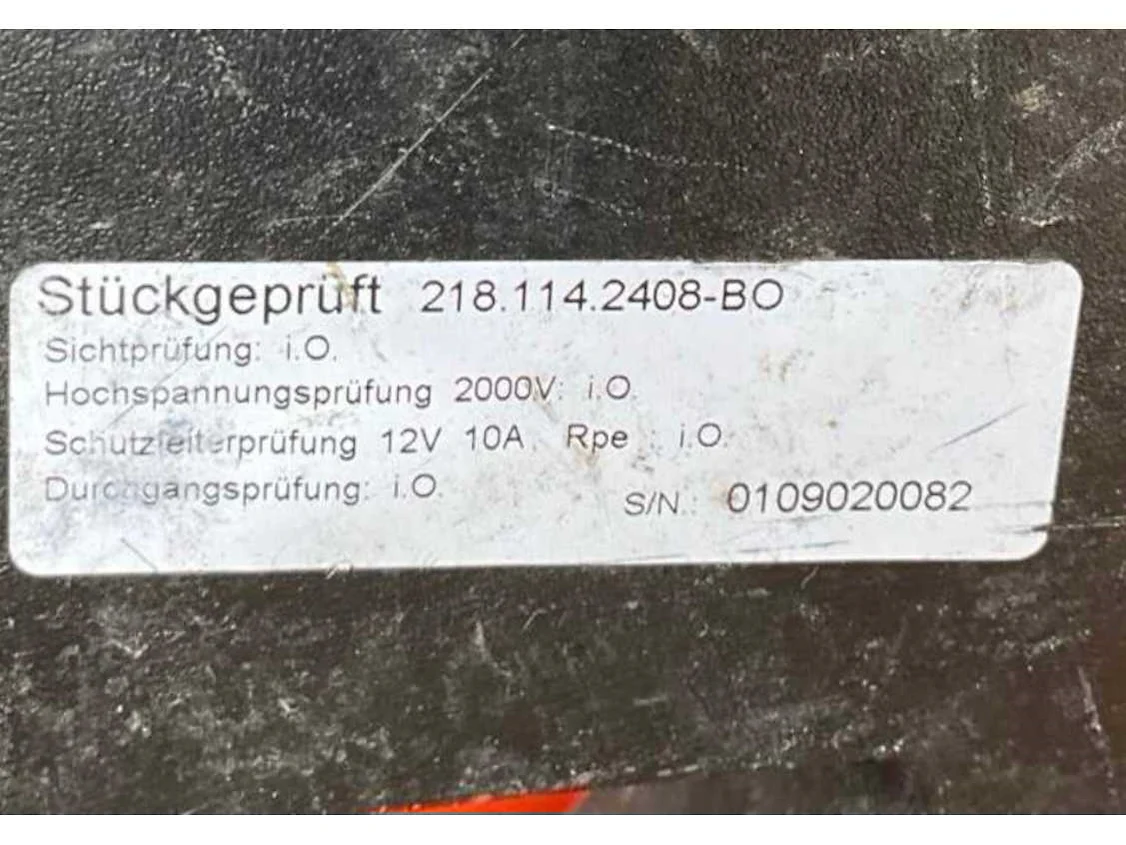 Stückgeprüft 218.114.2408-BO
Sichtprüfung: i.O.
Hochspannungsprüfung 2000V: i.O.
Schutzleiterprüfung 12V 10A Rpe : i.O.
Durchgangsprüfung: i.O.
S/N.: 0109020082